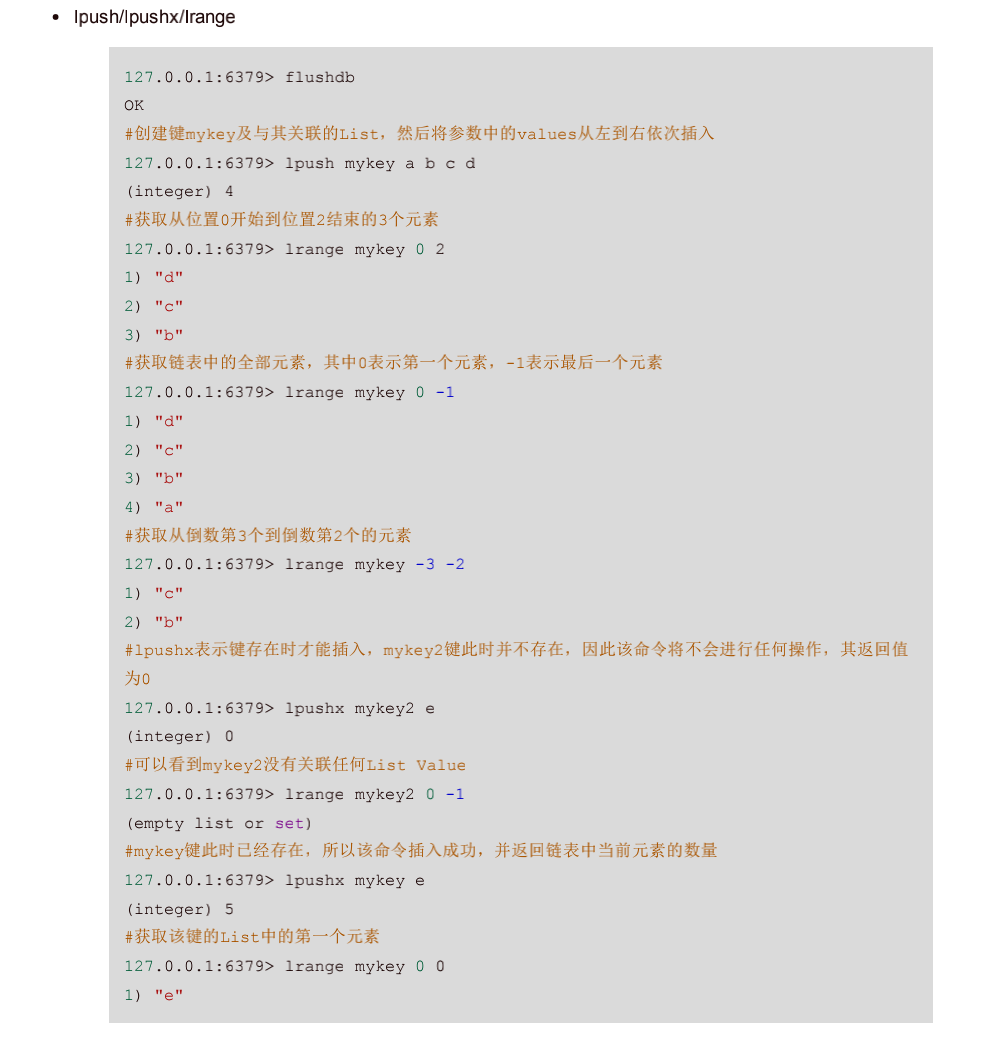 • lpush/lpushx/lrange
127.0.0.1:6379> flushdb
OK
#创建键mykey及与其关联的List，然后将参数中的values从左到右依次插入
127.0.0.1:6379> lpush mykey a b c d
(integer) 4
#获取从位置0开始到位置2结束的3个元素
127.0.0.1:6379> lrange mykey 0 2
1) "d"
2) "c"
3) "b"
#获取链表中的全部元素，其中0表示第一个元素，-1表示最后一个元素
127.0.0.1:6379> lrange mykey 0 -1
1) "d"
2) "c"
3) "b"
4) "a"
#获取从倒数第3个到倒数第2个的元素
127.0.0.1:6379> lrange mykey -3 -2
1) "c"
2) "b"
#lpushx表示键存在时才能插入，mykey2键此时并不存在，因此该命令将不会进行任何操作，其返回值
为0
127.0.0.1:6379> lpushx mykey2 e
(integer) 0
#可以看到mykey2没有关联任何List Value
127.0.0.1:6379> lrange mykey2 0 -1
(empty list or set)
#mykey键此时已经存在，所以该命令插入成功，并返回链表中当前元素的数量
127.0.0.1:6379> lpushx mykey e
(integer) 5
#获取该键的List中的第一个元素
127.0.0.1:6379> lrange mykey 0 0
1) "e"